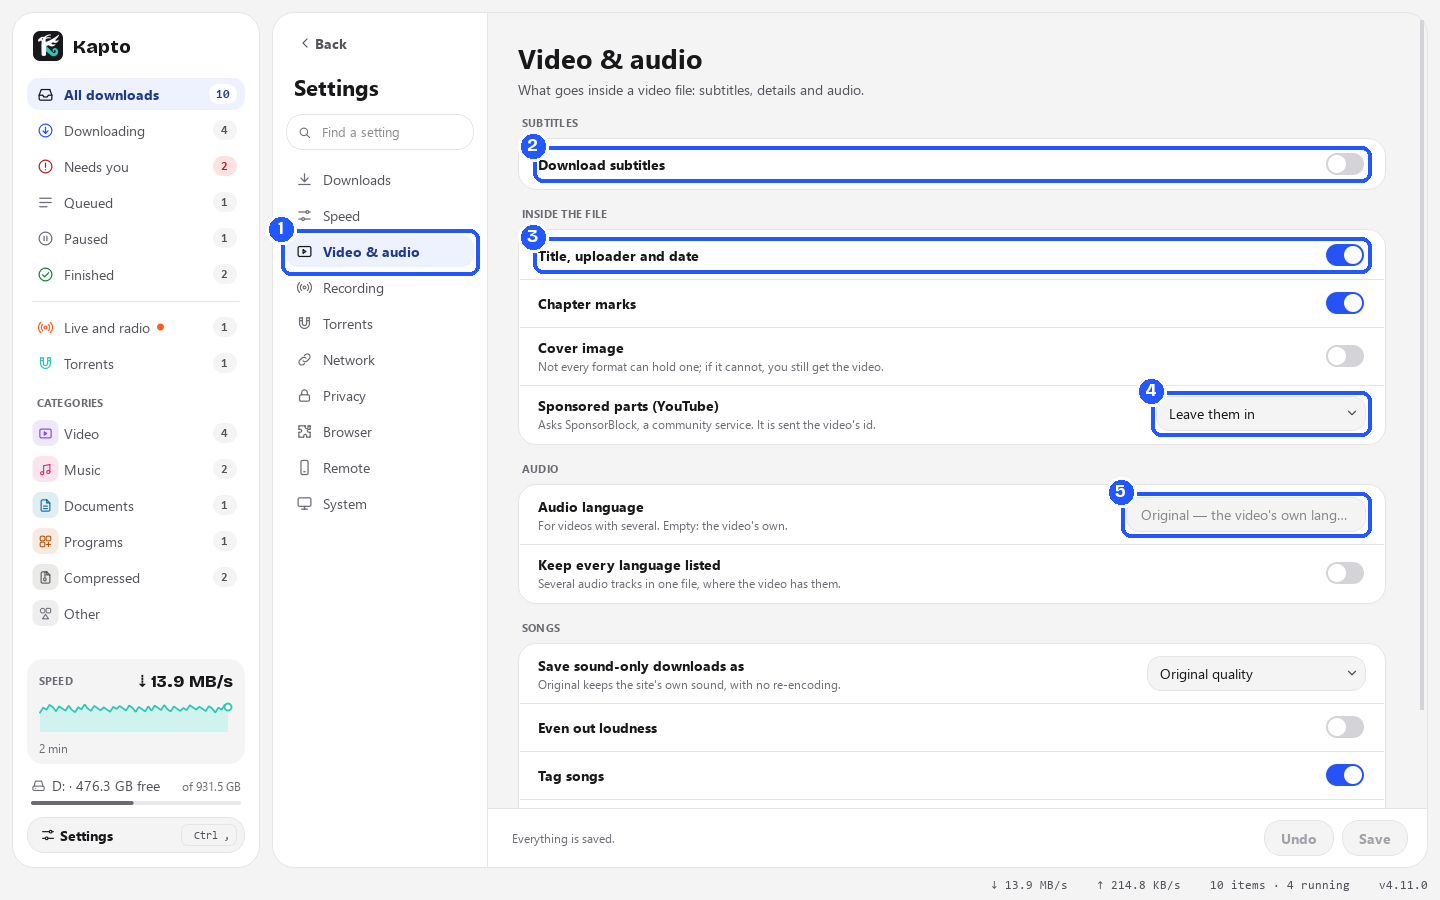 Kapto
All downloads 10
Downloading 4
Needs you 2
Queued 1
Paused 1
Finished 2
Live and radio 1
Torrents 1
CATEGORIES
Video 4
Music 2
Documents 1
Programs 1
Compressed 2
Other
SPEED ↓ 13.9 MB/s
2 min
D: · 476.3 GB free of 931.5 GB
Settings Ctrl ,
Back
Settings
Find a setting
Downloads
Speed
1
Video & audio
Recording
Torrents
Network
Privacy
Browser
Remote
System
Video & audio
What goes inside a video file: subtitles, details and audio.
SUBTITLES
2
Download subtitles
INSIDE THE FILE
3
Title, uploader and date
Chapter marks
Cover image
Not every format can hold one; if it cannot, you still get the video.
4
Sponsored parts (YouTube)
Asks SponsorBlock, a community service. It is sent the video's id.
Leave them in
AUDIO
5
Audio language
For videos with several. Empty: the video's own.
Original — the video's own lang...
Keep every language listed
Several audio tracks in one file, where the video has them.
SONGS
Save sound-only downloads as
Original keeps the site's own sound, with no re-encoding.
Original quality
Even out loudness
Tag songs
Everything is saved.
Undo Save
↓ 13.9 MB/s ↑ 214.8 KB/s 10 items · 4 running v4.11.0